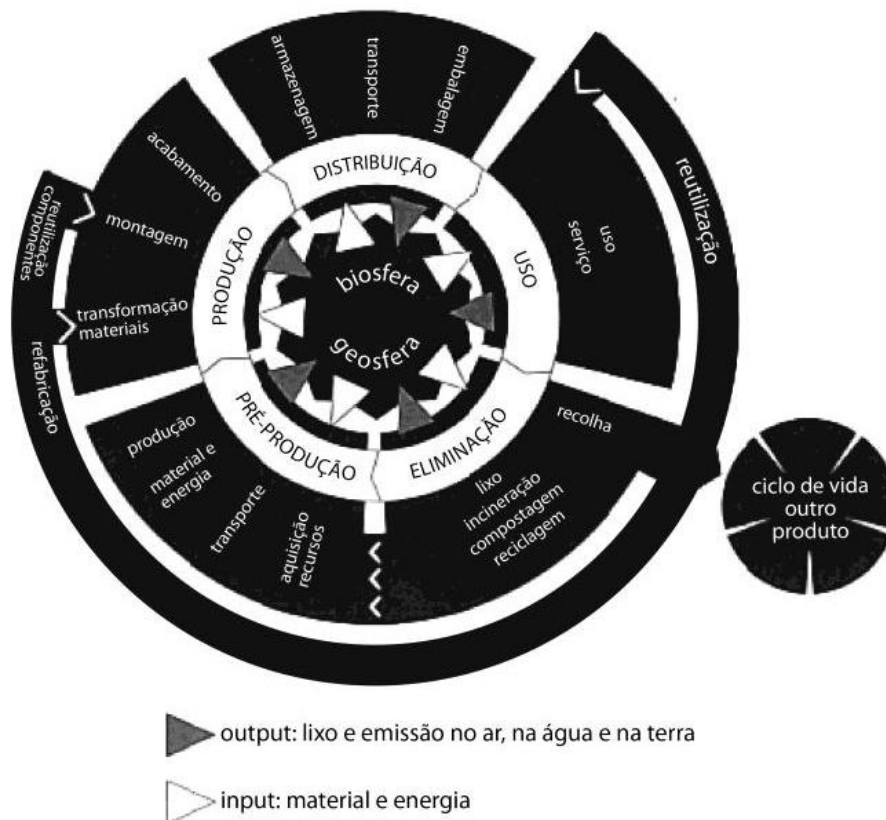 armazenagem
transporte
embalagem
DISTRIBUIÇÃO
acabamento
montagem
transformação
materiais
PRODUÇÃO
reutilização
componentes
refabricação
biosfera
geosfera
USO
uso
serviço
reutilização
PRÉ-PRODUÇÃO
produção
material e
energia
transporte
aquisição
recursos
ELIMINAÇÃO
recolha
lixo
incineração
compostagem
reciclagem
ciclo de vida
outro
produto
output: lixo e emissão no ar, na água e na terra
input: material e energia